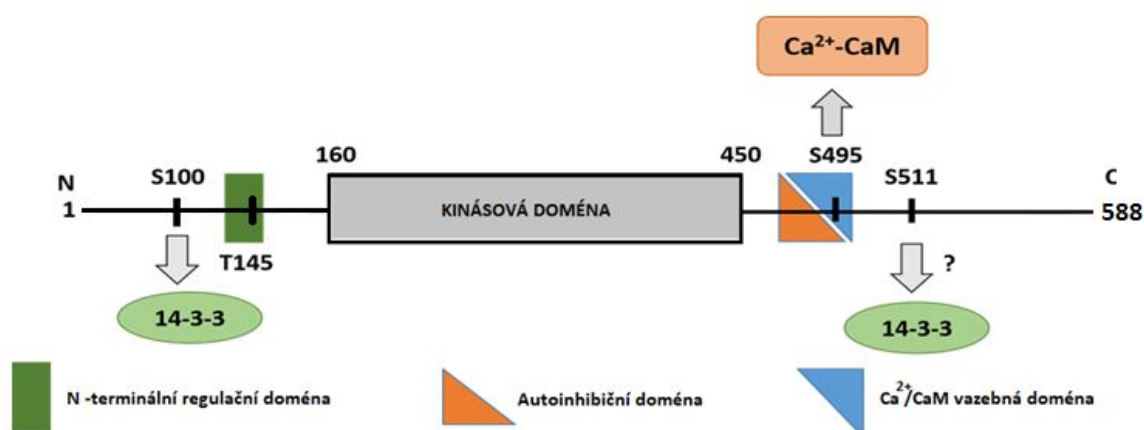 Ca²⁺-CaM
160
450
S495
N
S100
S511
C
1
KINÁSOVÁ DOMÉNA
588
T145
?
14-3-3
14-3-3
N -terminální regulační doména
Autoinhibiční doména
Ca²⁺/CaM vazebná doména